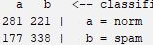 a b <-- classifi
281 221 | a = norm
177 338 | b = spam